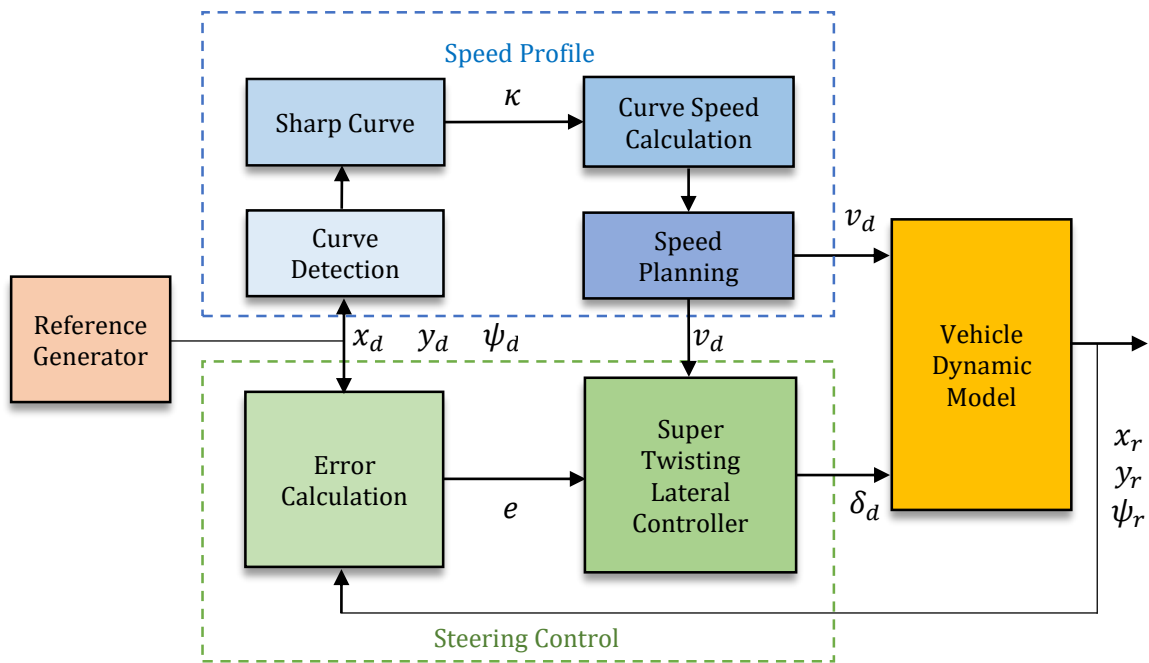 Speed Profile
Sharp Curve
κ
Curve Speed
Calculation
Curve
Detection
Speed
Planning
v_d
Reference
Generator
x_d y_d ψ_d
v_d
Vehicle
Dynamic
Model
Error
Calculation
e
Super
Twisting
Lateral
Controller
δ_d
x_r
y_r
ψ_r
Steering Control